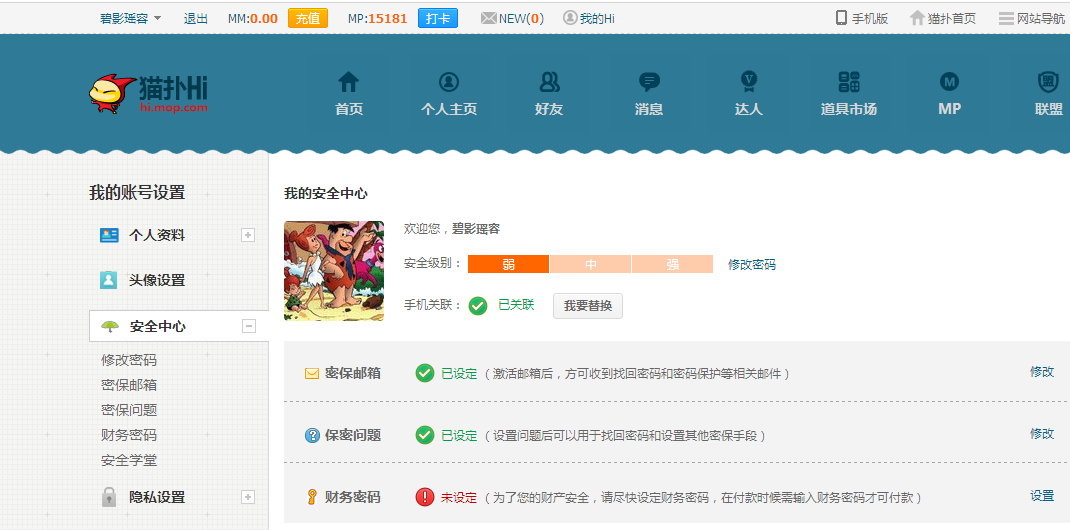 碧影瑶容 退出 MM:0.00 充值 MP:15181 打卡 NEW(0) 我的Hi 手机版 猫扑首页 网站导航
猫扑Hi
hi.mop.com
首页 个人主页 好友 消息 达人 道具市场 MP 联盟
我的账号设置
个人资料
头像设置
安全中心
修改密码
密保邮箱
密保问题
财务密码
安全学堂
隐私设置
我的安全中心
欢迎您，碧影瑶容
安全级别： 弱 中 强 修改密码
手机关联： 已关联 我要替换
密保邮箱 已设定 （激活邮箱后，方可收到找回密码和密码保护等相关邮件） 修改
保密问题 已设定 （设置问题后可以用于找回密码和设置其他密保手段） 修改
财务密码 未设定 （为了您的财产安全，请尽快设定财务密码，在付款时候需输入财务密码才可付款） 设置